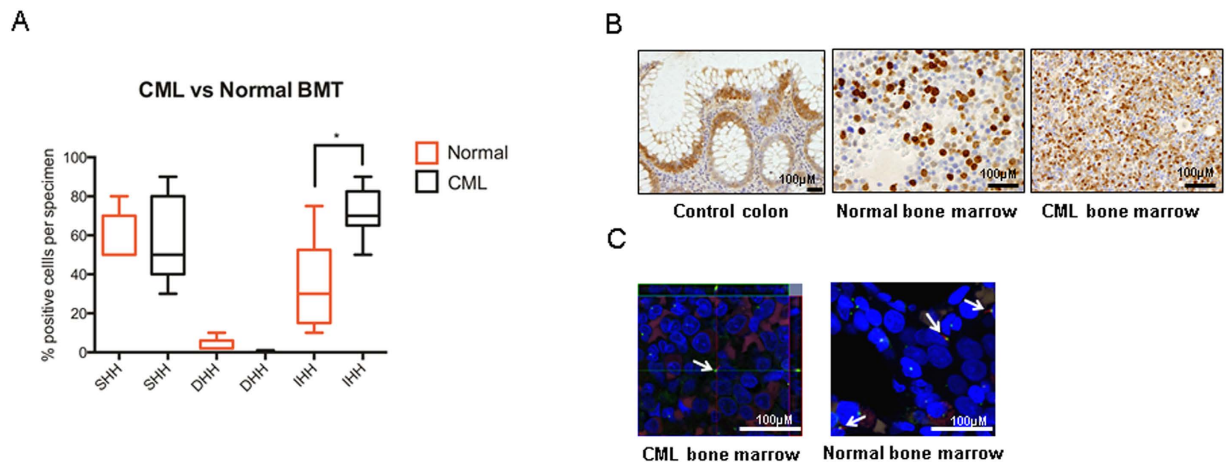 A
CML vs Normal BMT
% positive cellls per specimen
100
80
60
40
20
0
SHH
SHH
DHH
DHH
IHH
IHH
*
Normal
CML
B
100µM
100µM
100µM
Control colon
Normal bone marrow
CML bone marrow
C
100µM
100µM
CML bone marrow
Normal bone marrow